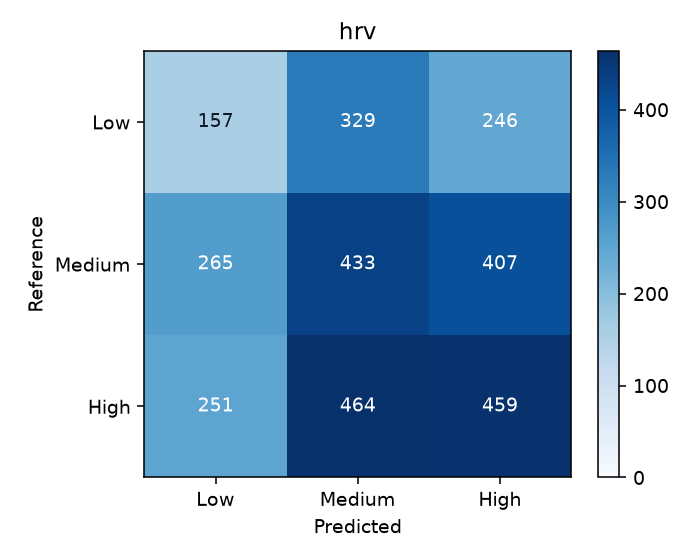 hrv
Low 157 329 246
Medium 265 433 407
High 251 464 459
Low Medium High
Predicted
Reference
400
300
200
100
0